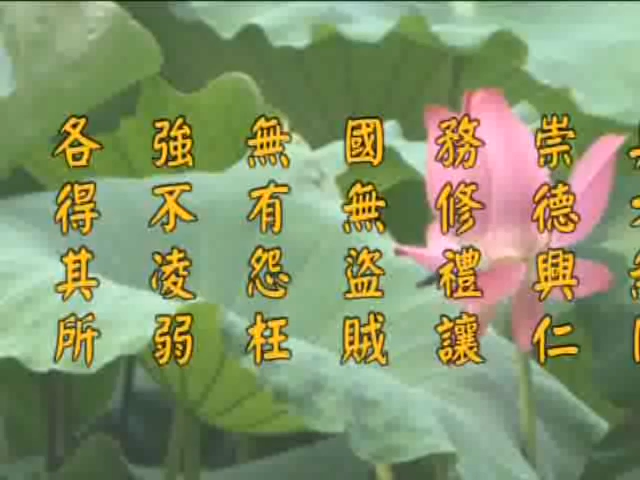 崇德興仁
務修禮讓
國無盜賊
無有怨枉
強不凌弱
各得其所